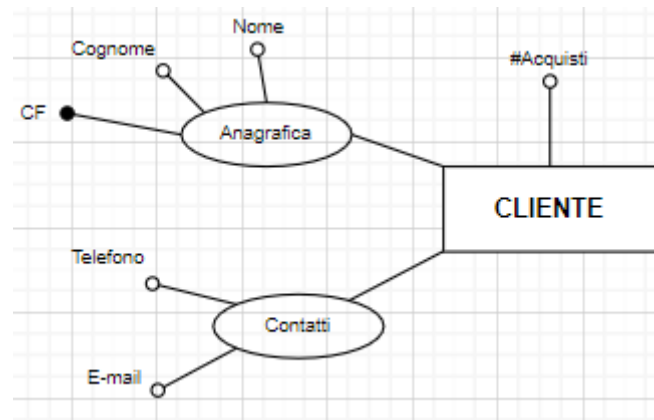 Nome
Cognome
#Acquisti
CF
Anagrafica
CLIENTE
Telefono
Contatti
E-mail